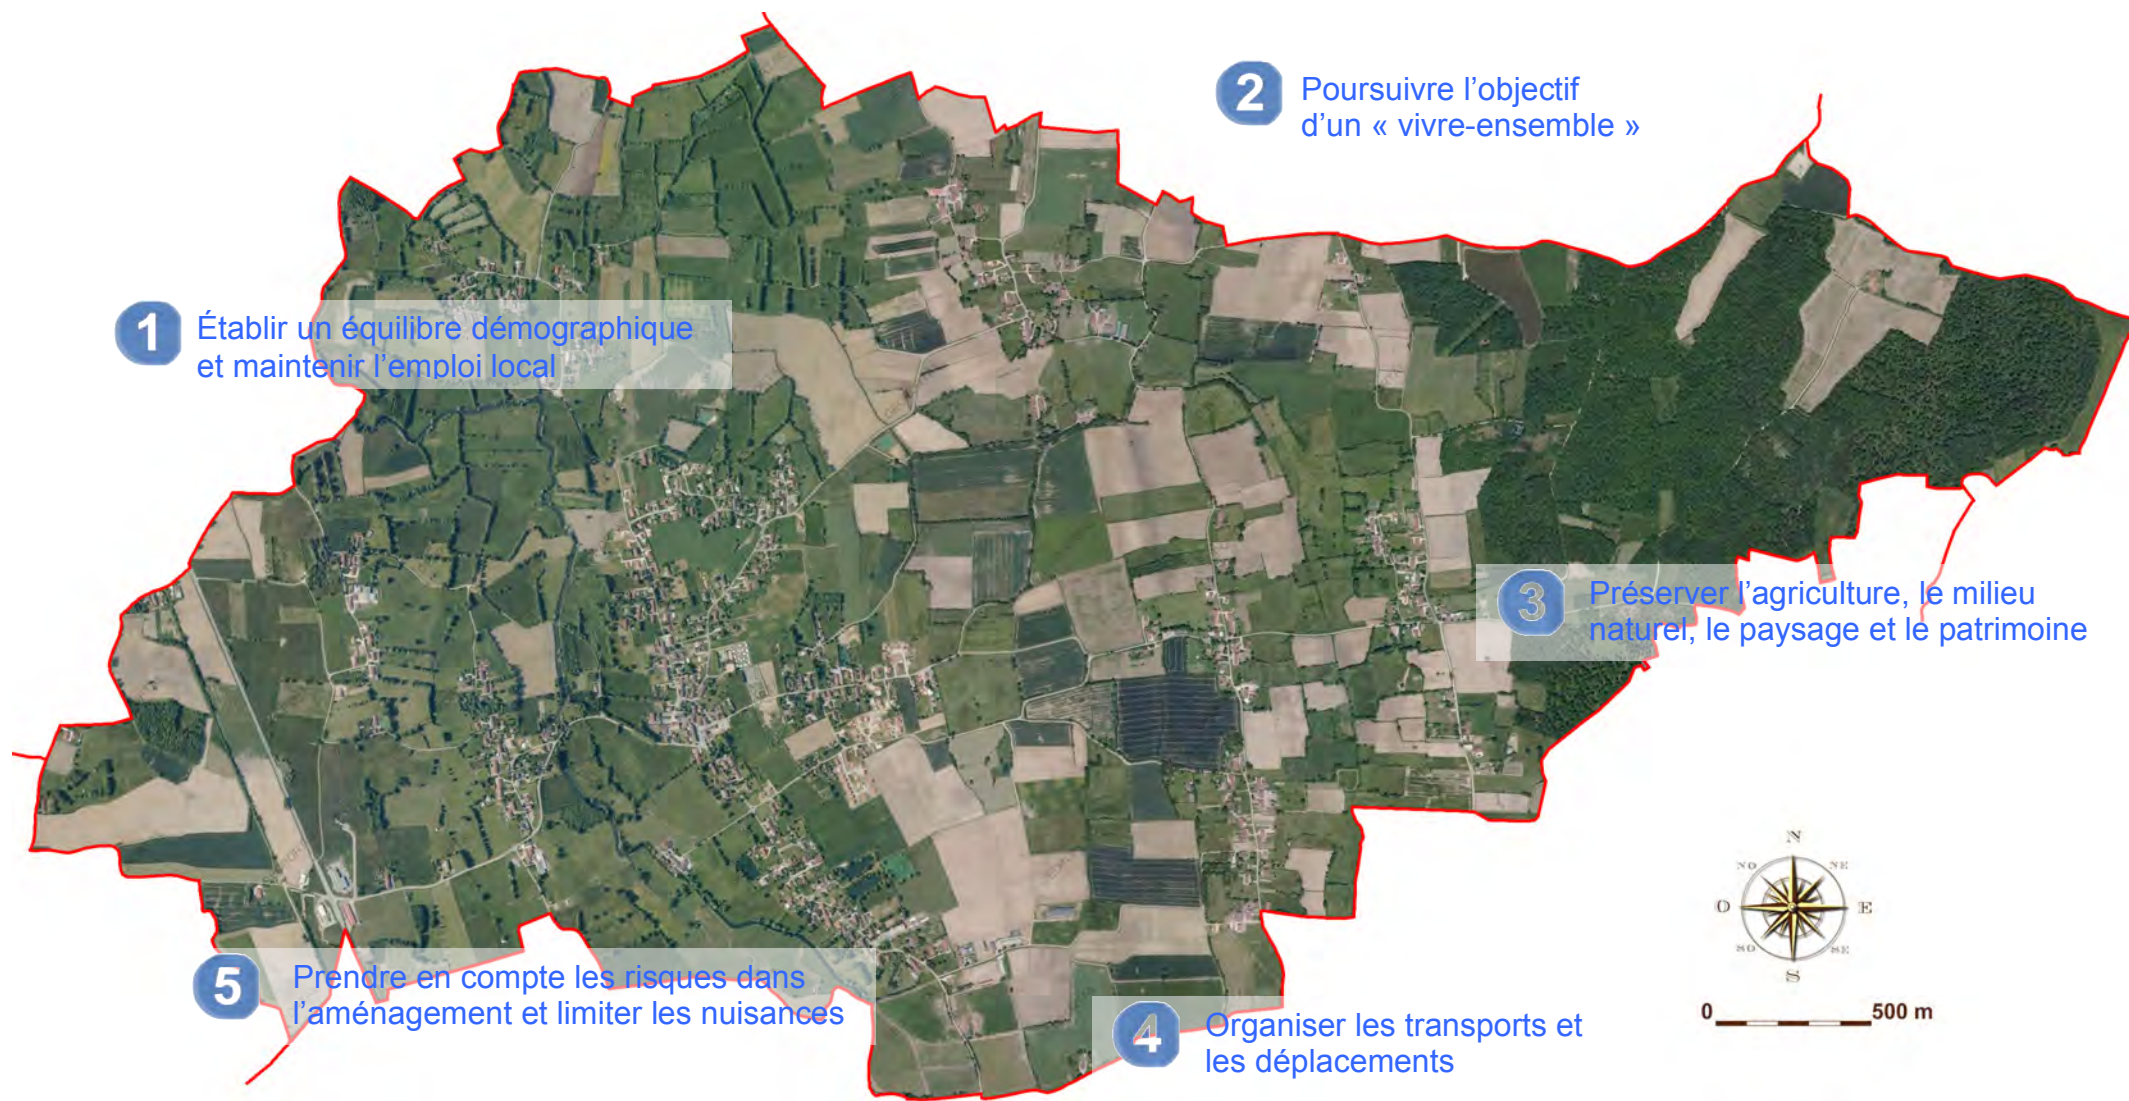 2 Poursuivre l’objectif
d’un « vivre-ensemble »
1 Établir un équilibre démographique
et maintenir l’emploi local
3 Préserver l’agriculture, le milieu
naturel, le paysage et le patrimoine
5 Prendre en compte les risques dans
l’aménagement et limiter les nuisances
4 Organiser les transports et
les déplacements
N
NO NE
O E
SO SE
S
0 500 m